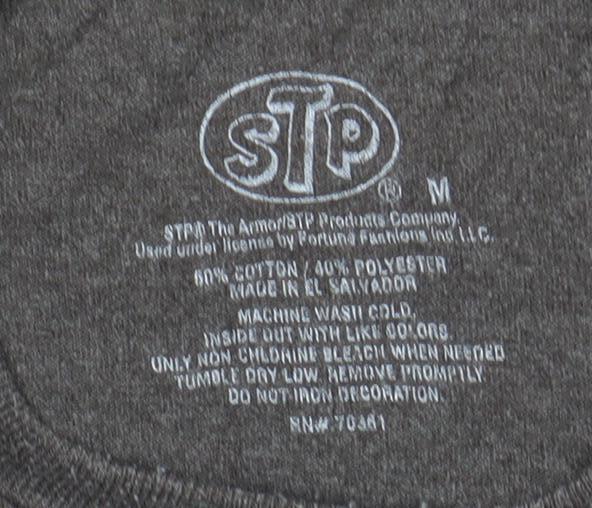 STP
® M
STP® The Armor/STP Products Company.
Used under license by Fortune Fashions Ind LLC.
60% COTTON / 40% POLYESTER
MADE IN EL SALVADOR
MACHINE WASH COLD,
INSIDE OUT WITH LIKE COLORS.
ONLY NON-CHLORINE BLEACH WHEN NEEDED
TUMBLE DRY LOW. REMOVE PROMPTLY
DO NOT IRON DECORATION.
RN#